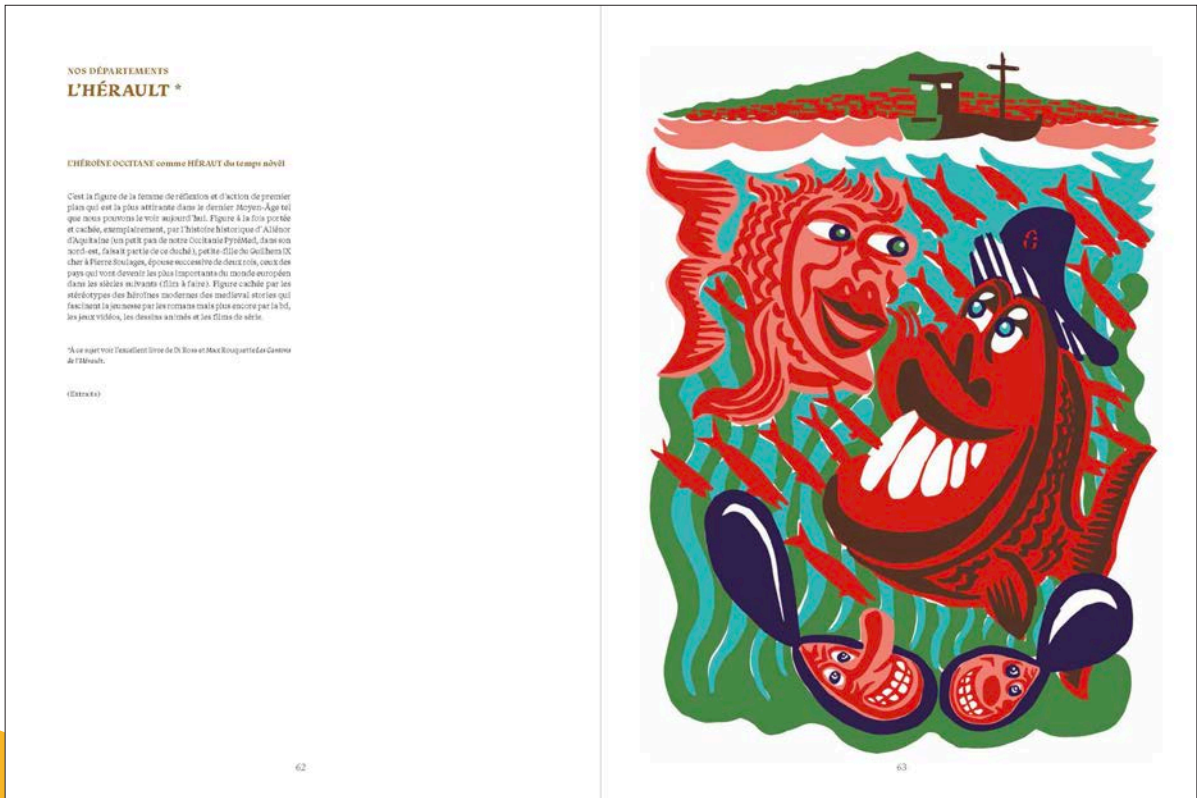 NOS DÉPARTEMENTS
L'HÉRAULT *
L'HÉROÏNE OCCITANE comme HÉRAUT du temps nòvèl
C'est la figure de la femme de réflexion et d'action de premier
plan qui est la plus attirante dans le dernier Moyen-Âge tel
que nous pouvons le voir aujourd'hui. Figure à la fois portée
et cachée, exemplairement, par l'histoire historique d'Aliénor
d'Aquitaine (un petit pan de notre Occitanie PyréMed, dans son
nord-est, faisait partie de ce duché), petite-fille du Guilhem IX
cher à Pierre Soulages, épouse successive de deux rois, ceux des
pays qui vont devenir les plus importants du monde européen
dans les siècles suivants (film à faire). Figure cachée par les
stéréotypes des héroïnes modernes des medieval stories qui
fascinent la jeunesse par les romans mais plus encore par la bd,
les jeux vidéos, les dessins animés et les films de série.
*À ce sujet voir l'excellent livre de Di Rosa et Max Rouquette Les Cantons
de l'Hérault.
(Extraits)
62
63